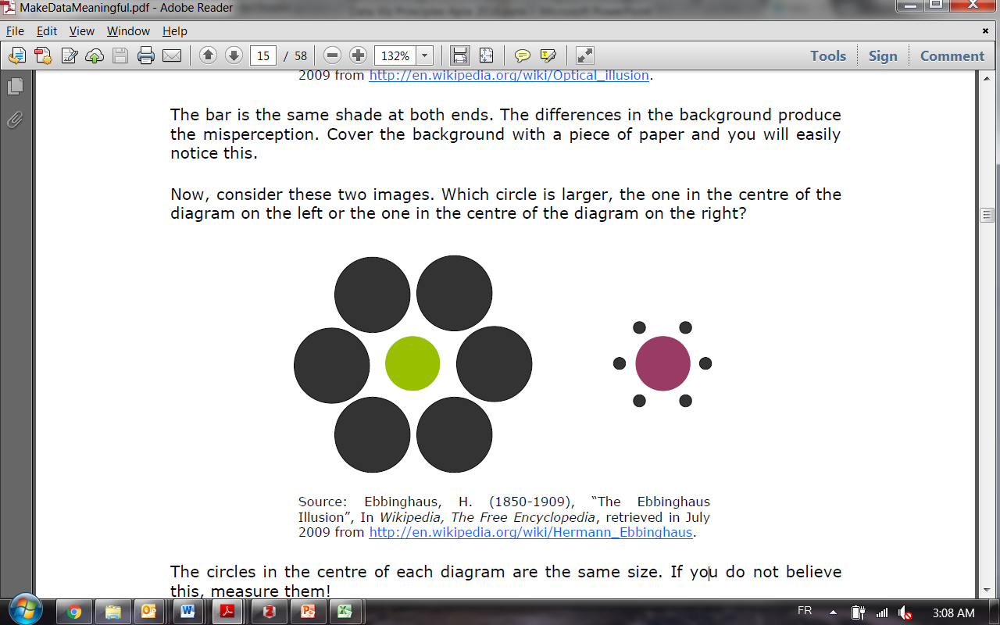 MakeDataMeaningful.pdf - Adobe Reader
File Edit View Window Help
15 / 58 132% Tools Sign Comment
2009 from http://en.wikipedia.org/wiki/Optical_illusion.
The bar is the same shade at both ends. The differences in the background produce
the misperception. Cover the background with a piece of paper and you will easily
notice this.
Now, consider these two images. Which circle is larger, the one in the centre of the
diagram on the left or the one in the centre of the diagram on the right?
Source: Ebbinghaus, H. (1850-1909), “The Ebbinghaus
Illusion”, In Wikipedia, The Free Encyclopedia, retrieved in July
2009 from http://en.wikipedia.org/wiki/Hermann_Ebbinghaus.
The circles in the centre of each diagram are the same size. If you do not believe
this, measure them!
FR 3:08 AM